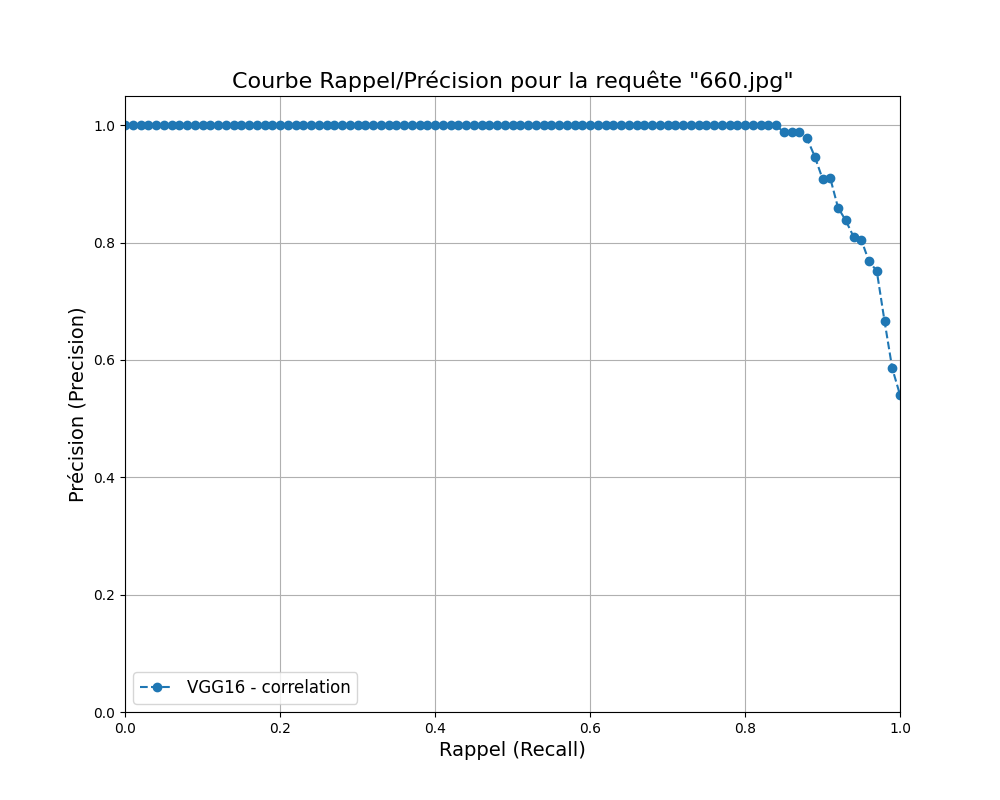 Courbe Rappel/Précision pour la requête "660.jpg"
Précision (Precision)
1.0
0.8
0.6
0.4
0.2
0.0
VGG16 - correlation
0.0 0.2 0.4 0.6 0.8 1.0
Rappel (Recall)